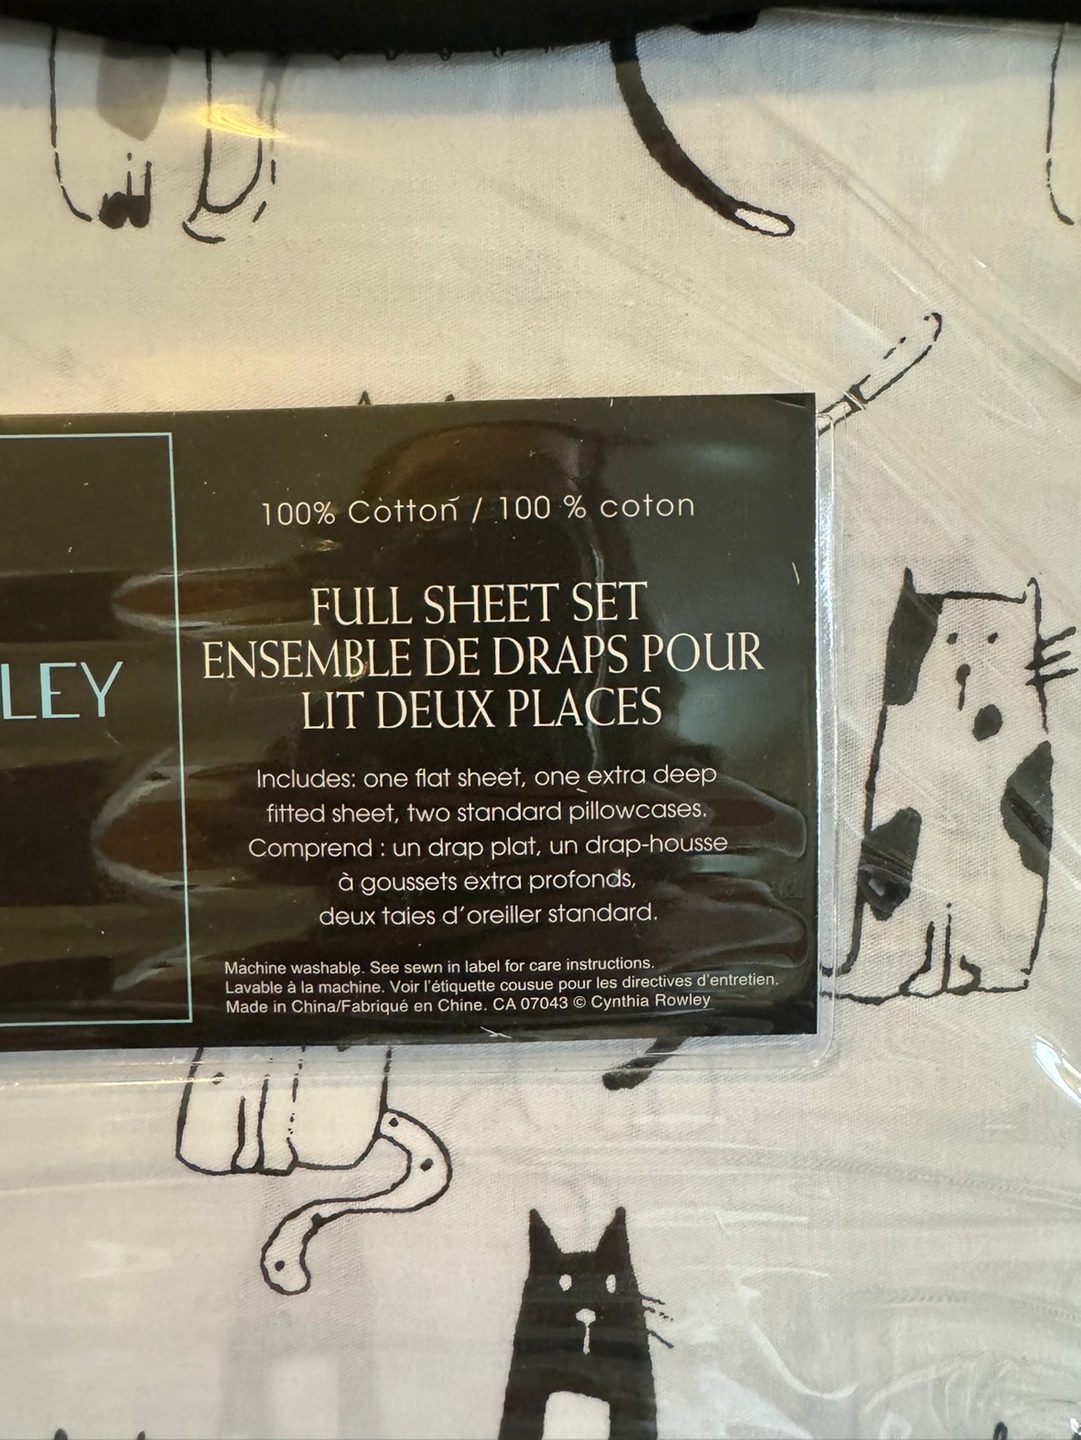 100% Cotton / 100 % coton
FULL SHEET SET
ENSEMBLE DE DRAPS POUR
LIT DEUX PLACES
LEY
Includes: one flat sheet, one extra deep
fitted sheet, two standard pillowcases.
Comprend : un drap plat, un drap-housse
à goussets extra profonds,
deux taies d'oreiller standard.
Machine washable. See sewn in label for care instructions.
Lavable à la machine. Voir l'étiquette cousue pour les directives d'entretien.
Made in China/Fabriqué en Chine. CA 07043 © Cynthia Rowley